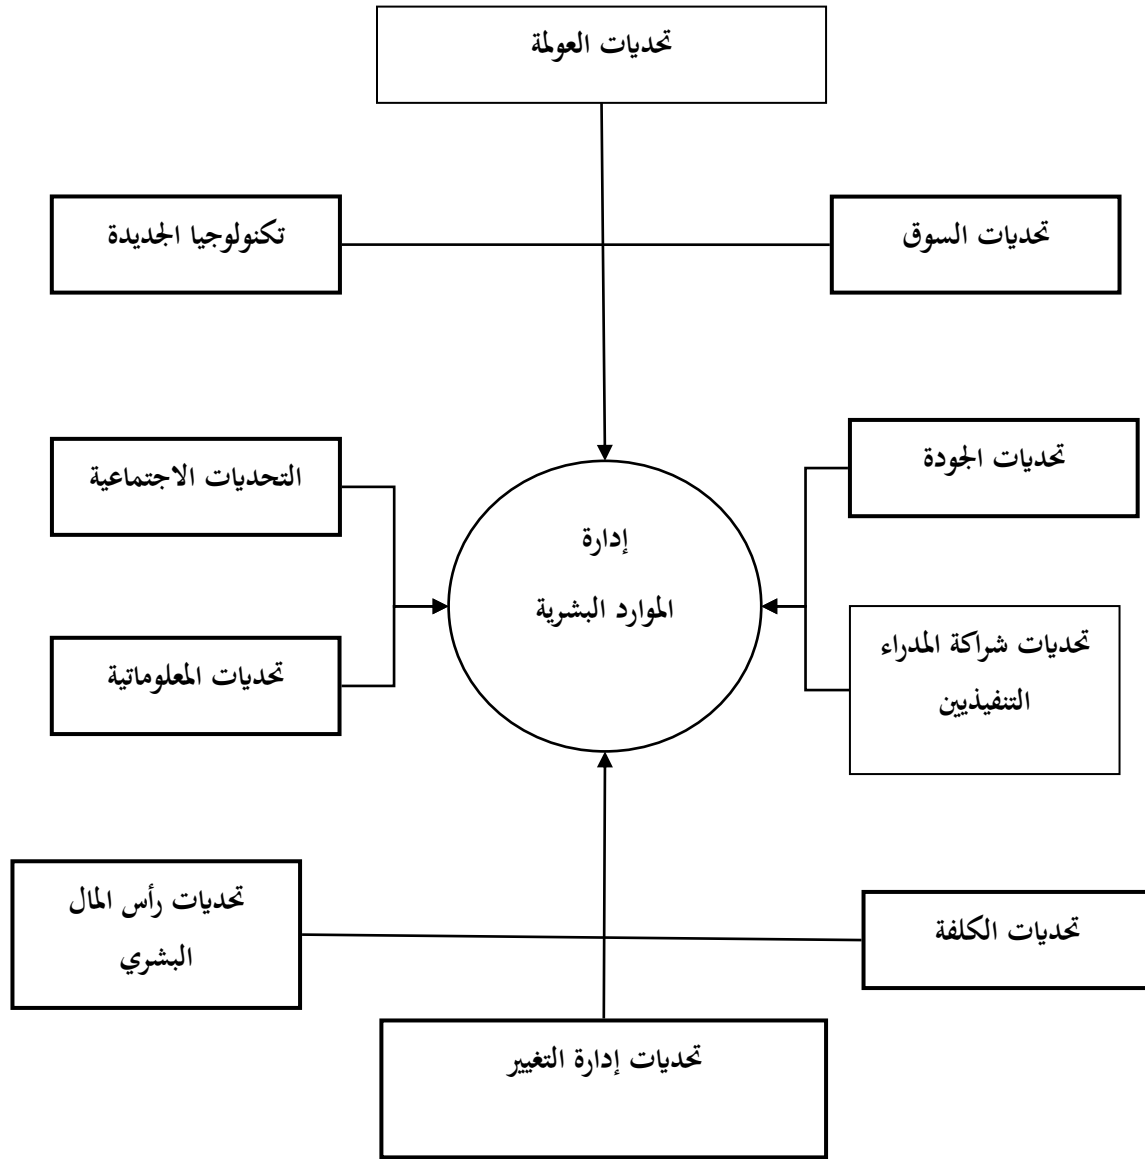 تحديات العولمة
تحديات السوق
تكنولوجيا الجديدة
تحديات الجودة
التحديات الاجتماعية
إدارة
الموارد البشرية
تحديات شراكة المدراء
التنفيذيين
تحديات المعلوماتية
تحديات رأس المال
البشري
تحديات الكلفة
تحديات إدارة التغيير